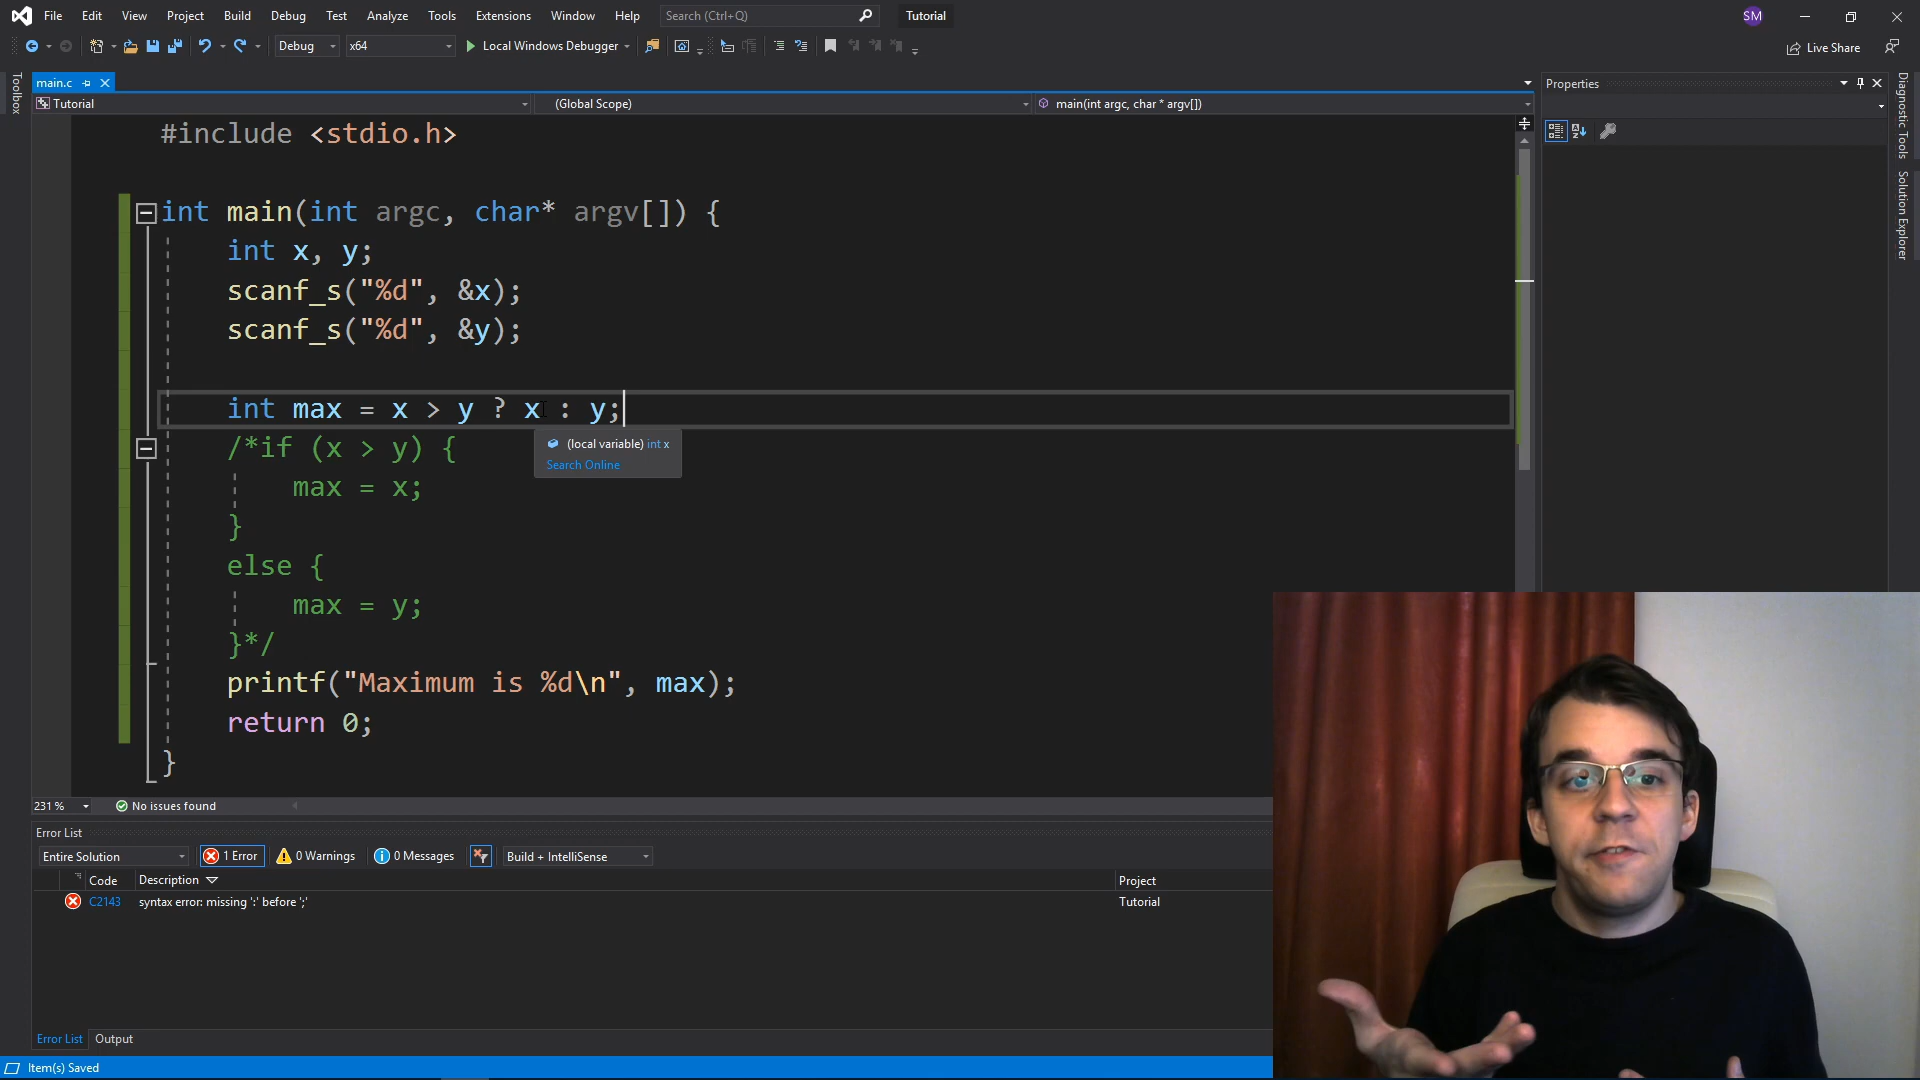 File Edit View Project Build Debug Test Analyze Tools Extensions Window Help Search (Ctrl+Q) Tutorial SM
Debug x64 Local Windows Debugger Live Share
main.c
Toolbox
Tutorial (Global Scope) main(int argc, char * argv[])
#include <stdio.h>
int main(int argc, char* argv[]) {
int x, y;
scanf_s("%d", &x);
scanf_s("%d", &y);
int max = x > y ? x : y;
(local variable) int x
Search Online
/*if (x > y) {
max = x;
}
else {
max = y;
}*/
printf("Maximum is %d\n", max);
return 0;
}
231 % No issues found
Properties
Diagnostic Tools
Solution Explorer
Error List
Entire Solution 1 Error 0 Warnings 0 Messages Build + IntelliSense
Code Description Project
C2143 syntax error: missing ':' before ';' Tutorial
Error List Output
Item(s) Saved